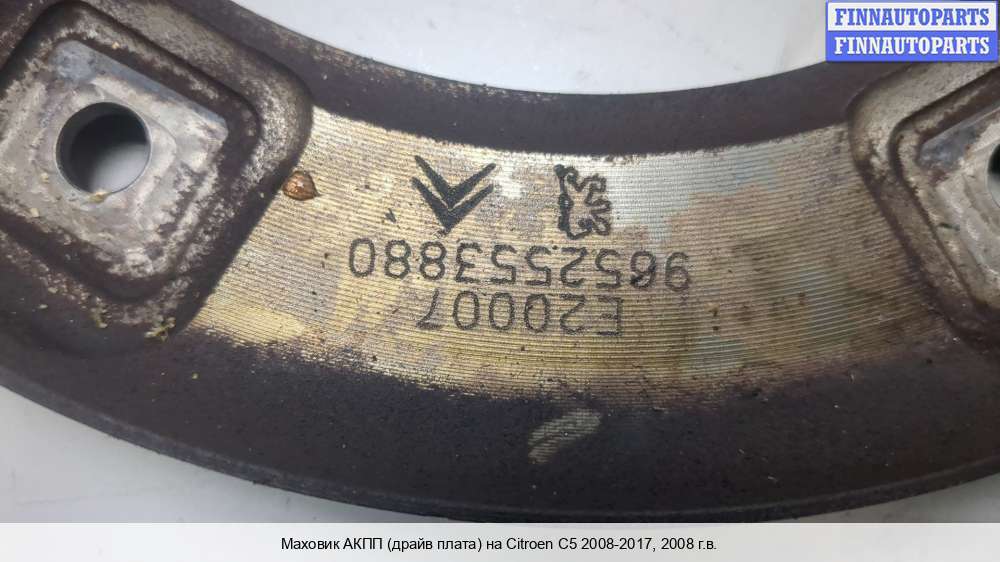 FINNAUTOPARTS
FINNAUTOPARTS
E20007
9652553880
Маховик АКПП (драйв плата) на Citroen C5 2008-2017, 2008 г.в.